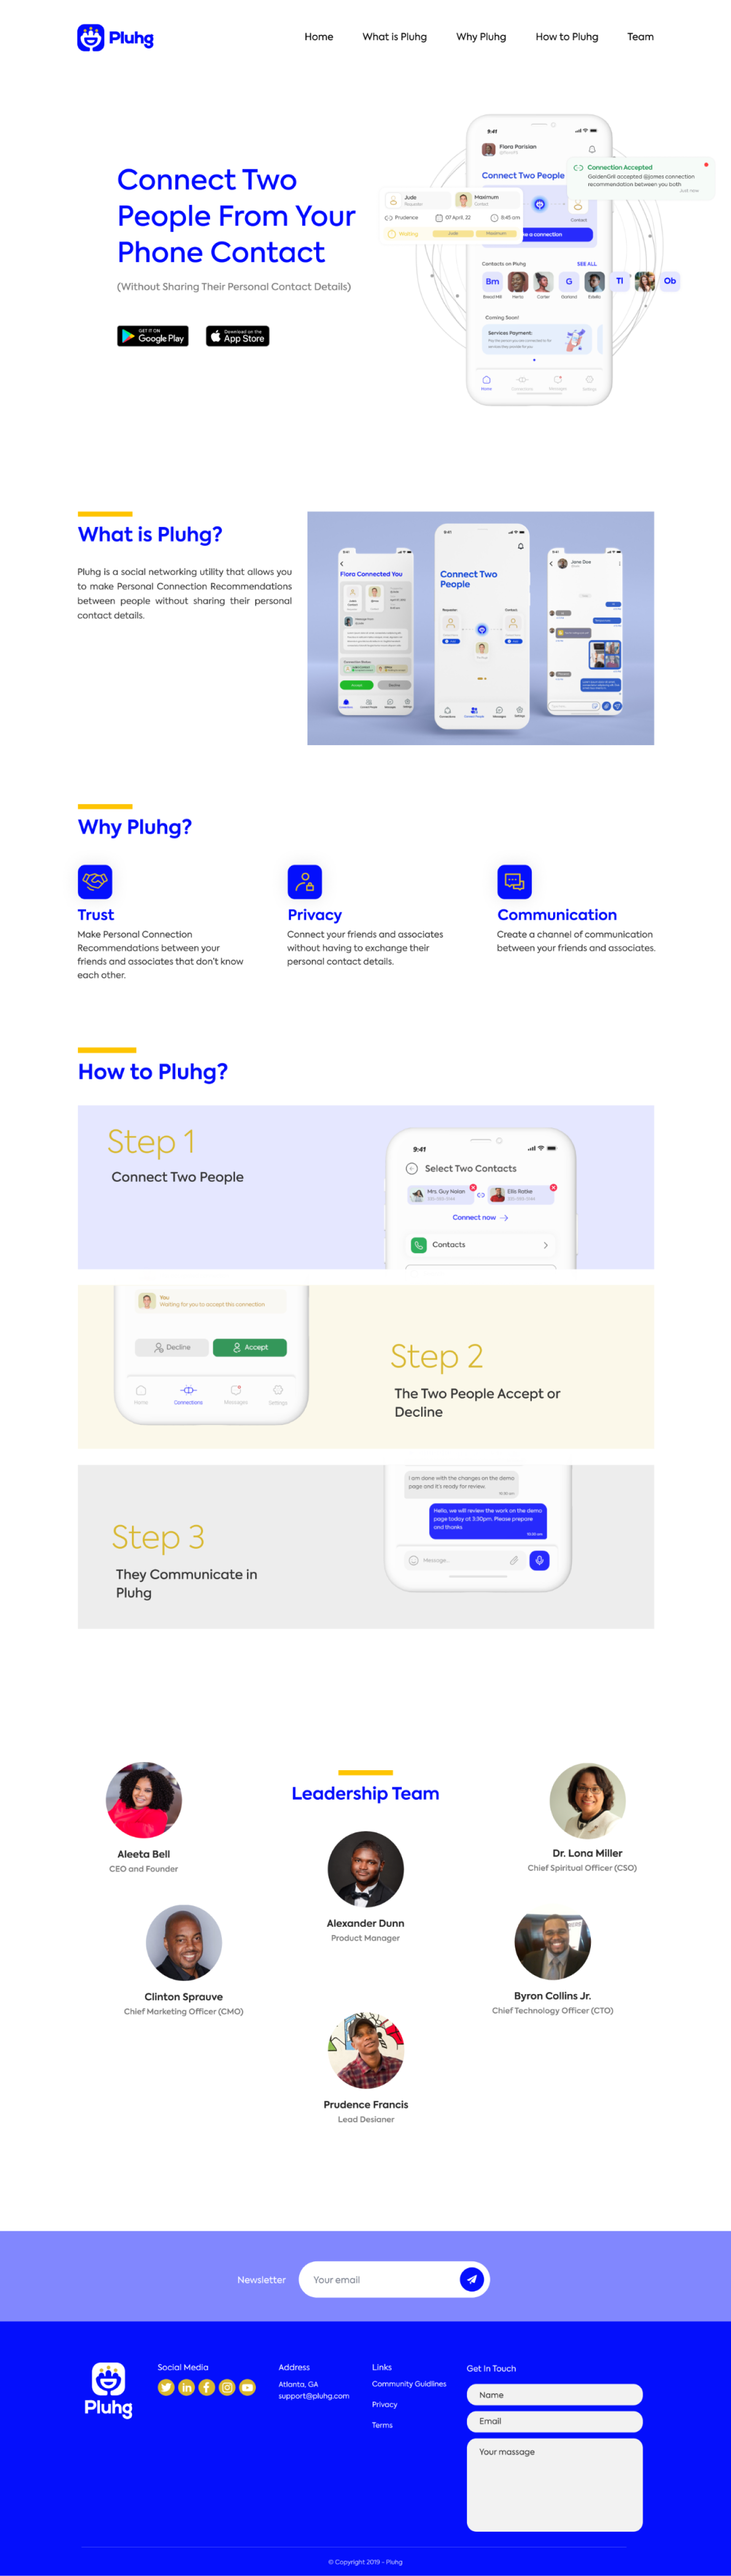 Pluhg
Home
What is Pluhg
Why Pluhg
How to Pluhg
Team
Connect Two
People From Your
Phone Contact
(Without Sharing Their Personal Contact Details)
GET IT ON
Google Play
Download on the
App Store
9:41
Flora Parisian
Connect Two People
Connection Accepted
GoldenGril accepted @james connection
recommendation between you both
Just now
Jude
Requester
Maximum
Contact
Prudence
07 April, 22
8:45 am
Waiting
Jude
Maximum
Contact
e a connection
Contacts on Pluhg
SEE ALL
Bm
G
TI
Ob
Coming Soon!
Services Payment:
Home
Messages
Settings
What is Pluhg?
Pluhg is a social networking utility that allows you
to make Personal Connection Recommendations
between people without sharing their personal
contact details.
Flora Connected You
Connect Two
People
Requester
Contact
Jane Doe
Why Pluhg?
Trust
Make Personal Connection
Recommendations between your
friends and associates that don't know
each other.
Privacy
Connect your friends and associates
without having to exchange their
personal contact details.
Communication
Create a channel of communication
between your friends and associates.
How to Pluhg?
Step 1
Connect Two People
9:41
Select Two Contacts
Mrs. Guy Nolan
Ellis Ratke
Connect now
Contacts
You
Waiting for you to accept this connection
Decline
Accept
Home
Connections
Messages
Settings
Step 2
The Two People Accept or
Decline
Step 3
They Communicate in
Pluhg
I am done with the changes on the demo
page and it's ready for review.
Hello, we will review the work on the demo
page today at 3:30pm. Please prepare
and thanks
Message..
Leadership Team
Aleeta Bell
CEO and Founder
Dr. Lona Miller
Chief Spiritual Officer (CSO)
Alexander Dunn
Product Manager
Clinton Sprauve
Chief Marketing Officer (CMO)
Byron Collins Jr.
Chief Technology Officer (CTO)
Prudence Francis
Lead Desianer
Newsletter
Your email
Pluhg
Social Media
Address
Atlanta, GA
support@pluhg.com
Links
Community Guidlines
Privacy
Terms
Get In Touch
Name
Email
Your massage
© Copyright 2019 - Pluhg